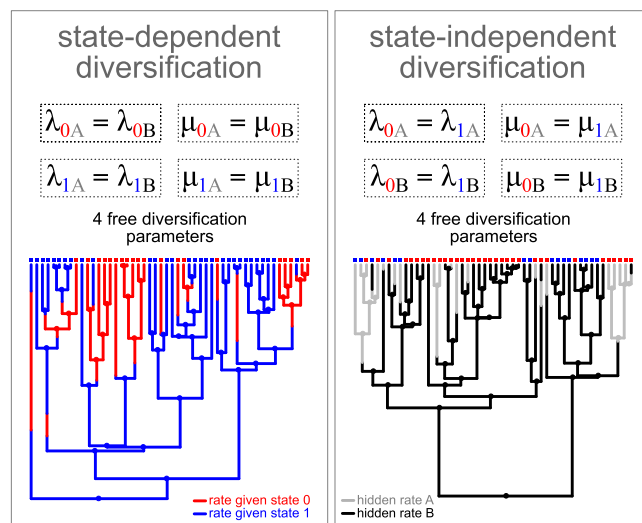 state-dependent
diversification
λ0A = λ0B μ0A = μ0B
λ1A = λ1B μ1A = μ1B
4 free diversification
parameters
rate given state 0
rate given state 1
state-independent
diversification
λ0A = λ1A μ0A = μ1A
λ0B = λ1B μ0B = μ1B
4 free diversification
parameters
hidden rate A
hidden rate B